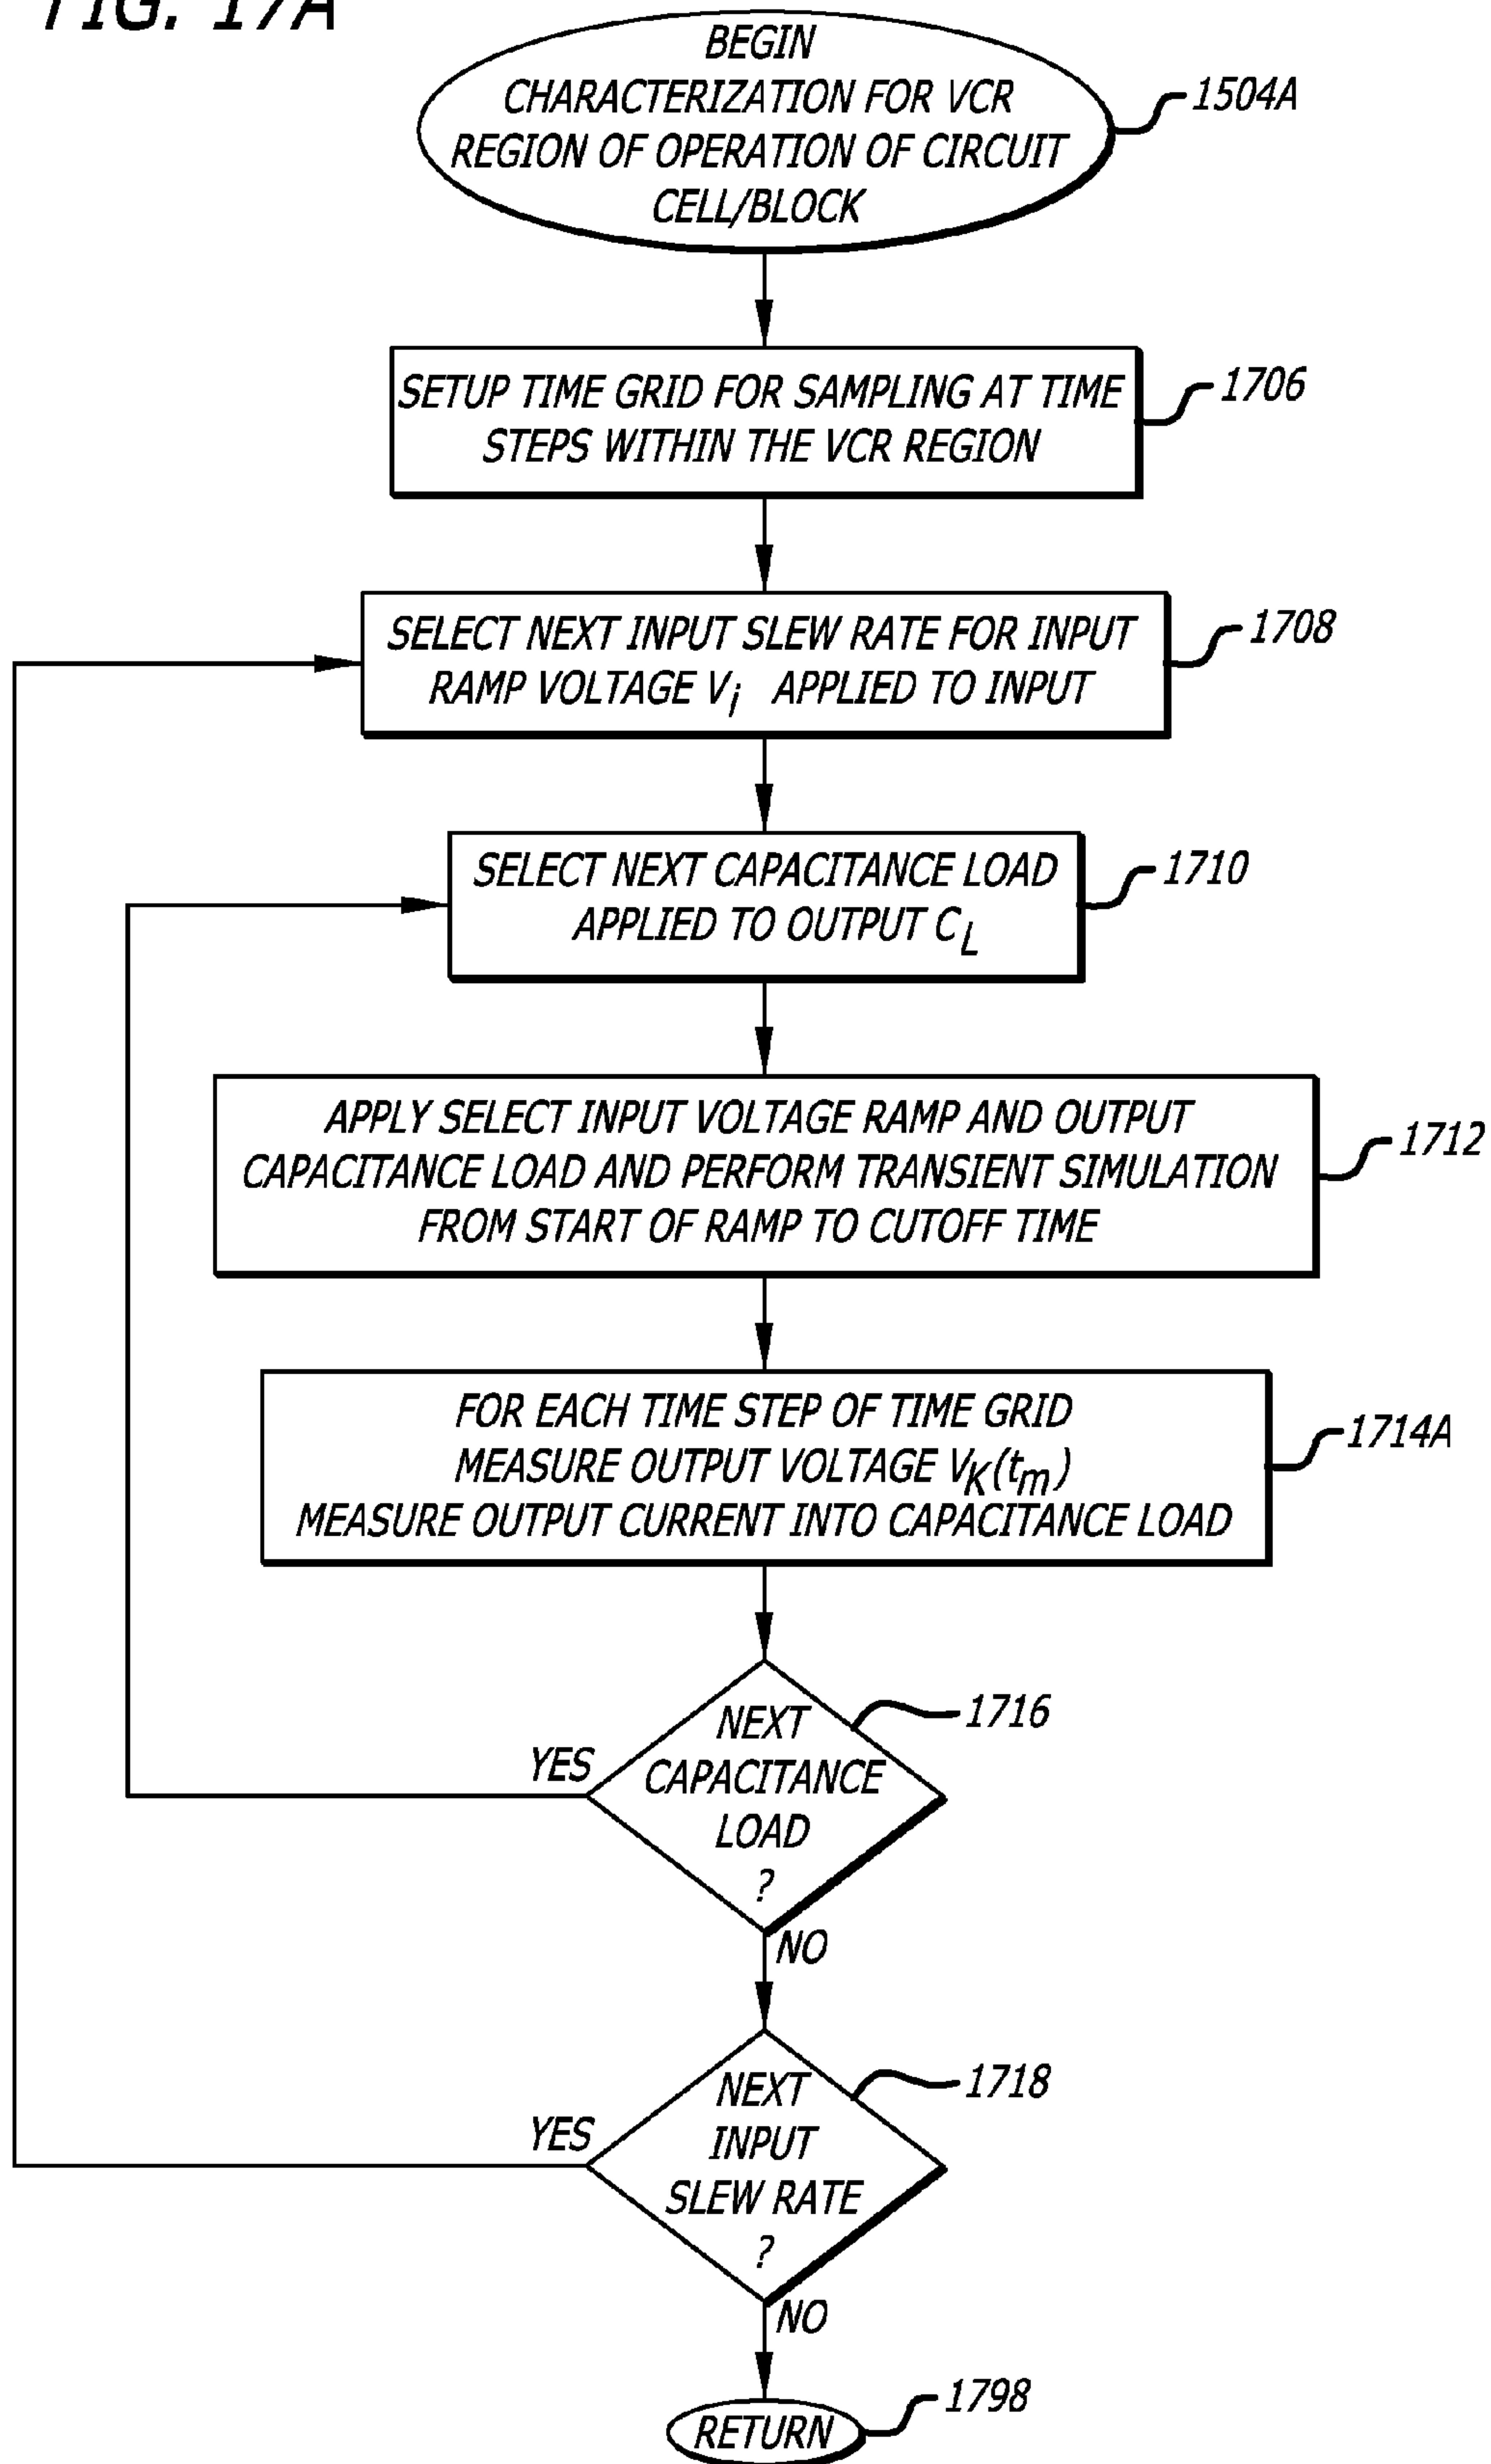 FIG. 17A
BEGIN
CHARACTERIZATION FOR VCR
REGION OF OPERATION OF CIRCUIT
CELL/BLOCK
1504A
SETUP TIME GRID FOR SAMPLING AT TIME
STEPS WITHIN THE VCR REGION
1706
SELECT NEXT INPUT SLEW RATE FOR INPUT
RAMP VOLTAGE Vi APPLIED TO INPUT
1708
SELECT NEXT CAPACITANCE LOAD
APPLIED TO OUTPUT CL
1710
APPLY SELECT INPUT VOLTAGE RAMP AND OUTPUT
CAPACITANCE LOAD AND PERFORM TRANSIENT SIMULATION
FROM START OF RAMP TO CUTOFF TIME
1712
FOR EACH TIME STEP OF TIME GRID
MEASURE OUTPUT VOLTAGE VK(tm)
MEASURE OUTPUT CURRENT INTO CAPACITANCE LOAD
1714A
NEXT
CAPACITANCE
LOAD
?
1716
YES
NO
NEXT
INPUT
SLEW RATE
?
1718
YES
NO
RETURN
1798